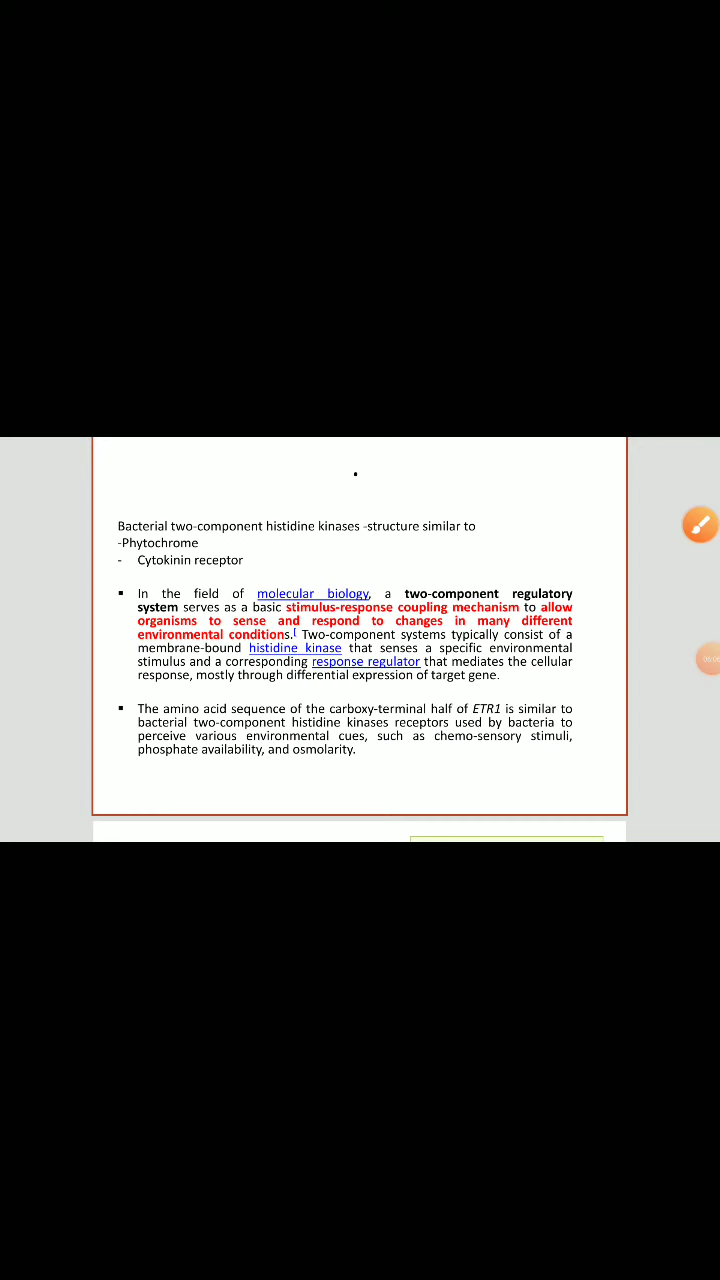 Bacterial two-component histidine kinases -structure similar to
-Phytochrome
- Cytokinin receptor
▪ In the field of molecular biology, a two-component regulatory
system serves as a basic stimulus-response coupling mechanism to allow
organisms to sense and respond to changes in many different
environmental conditions.[ Two-component systems typically consist of a
membrane-bound histidine kinase that senses a specific environmental
stimulus and a corresponding response regulator that mediates the cellular
response, mostly through differential expression of target gene.
▪ The amino acid sequence of the carboxy-terminal half of ETR1 is similar to
bacterial two-component histidine kinases receptors used by bacteria to
perceive various environmental cues, such as chemo-sensory stimuli,
phosphate availability, and osmolarity.